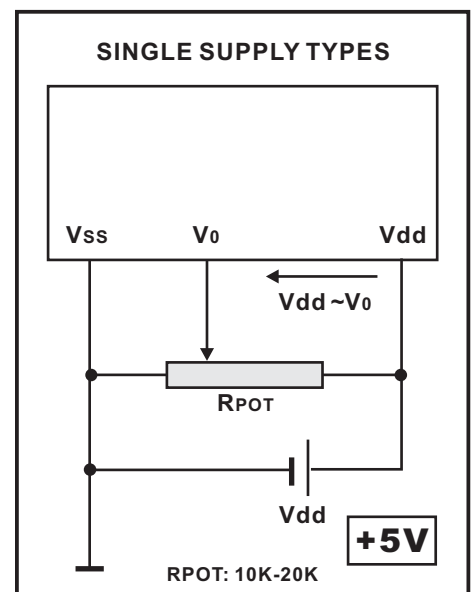 SINGLE SUPPLY TYPES
Vss V0 Vdd
Vdd ~V0
RPOT
Vdd
+5V
RPOT: 10K-20K